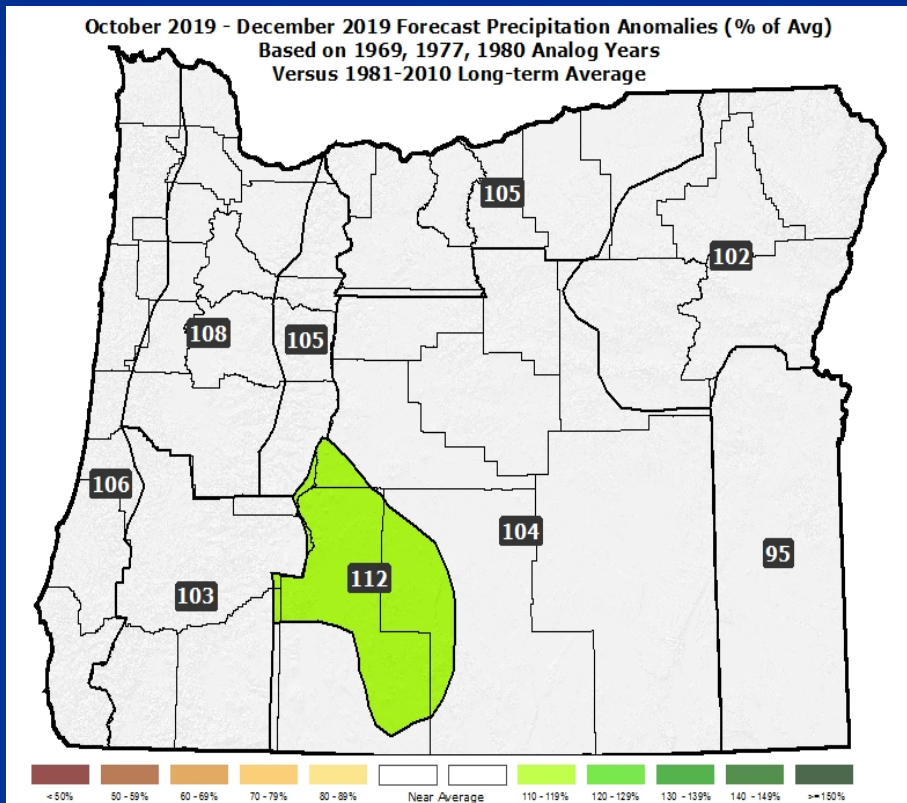 October 2019 - December 2019 Forecast Precipitation Anomalies (% of Avg)
Based on 1969, 1977, 1980 Analog Years
Versus 1981-2010 Long-term Average
105
102
108
105
106
104
95
112
103
< 50%
50 - 59%
60 - 69%
70 - 79%
80 - 89%
Near Average
110 - 119%
120 - 129%
130 - 139%
140 - 149%
>= 150%